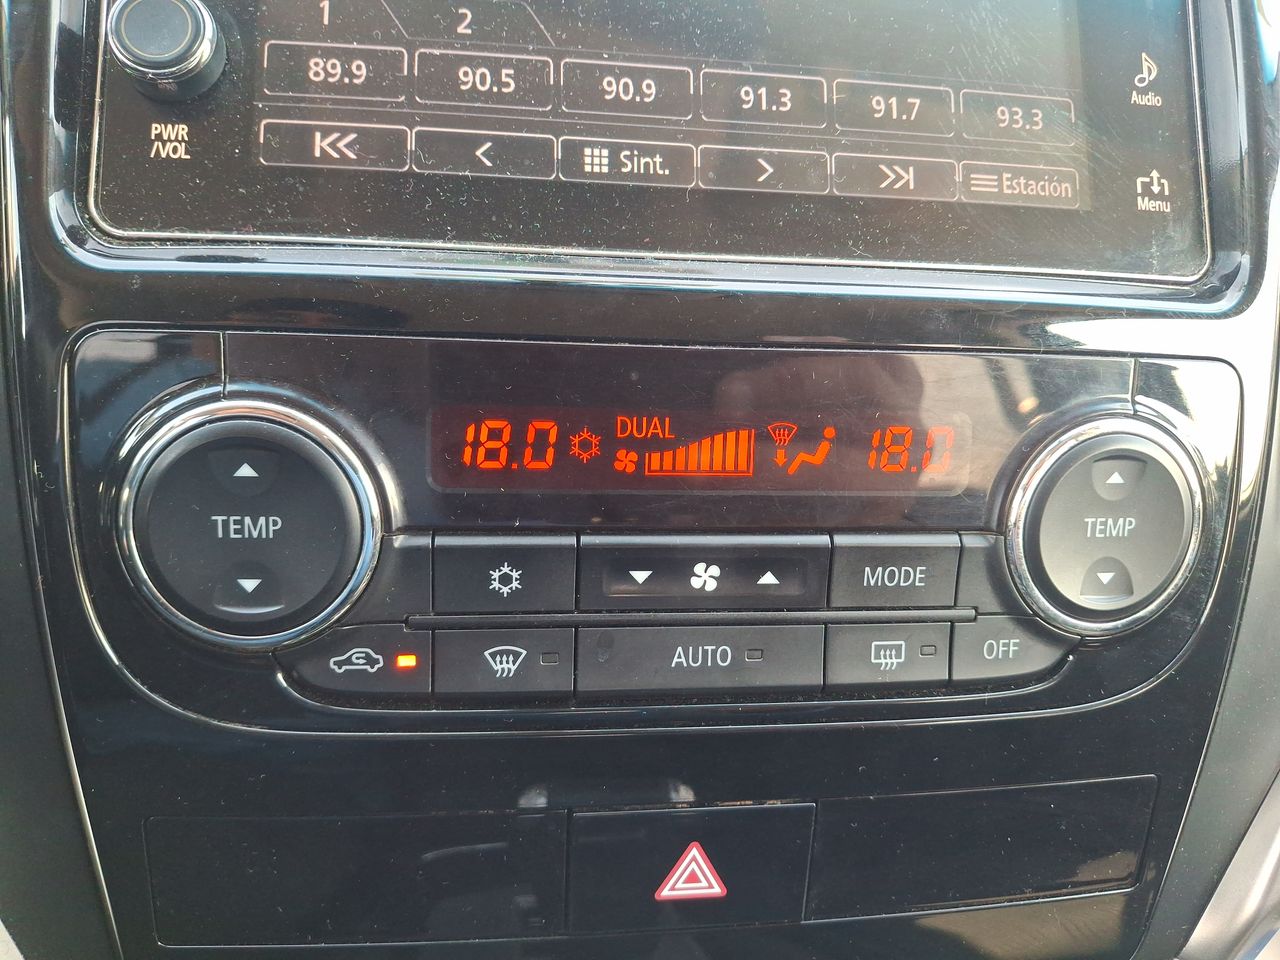 1 2
89.9 90.5 90.9 91.3 91.7 93.3
Sint. Estación
PWR
/VOL
Audio
Menu
18.0 DUAL 18.0
TEMP TEMP
MODE
AUTO OFF